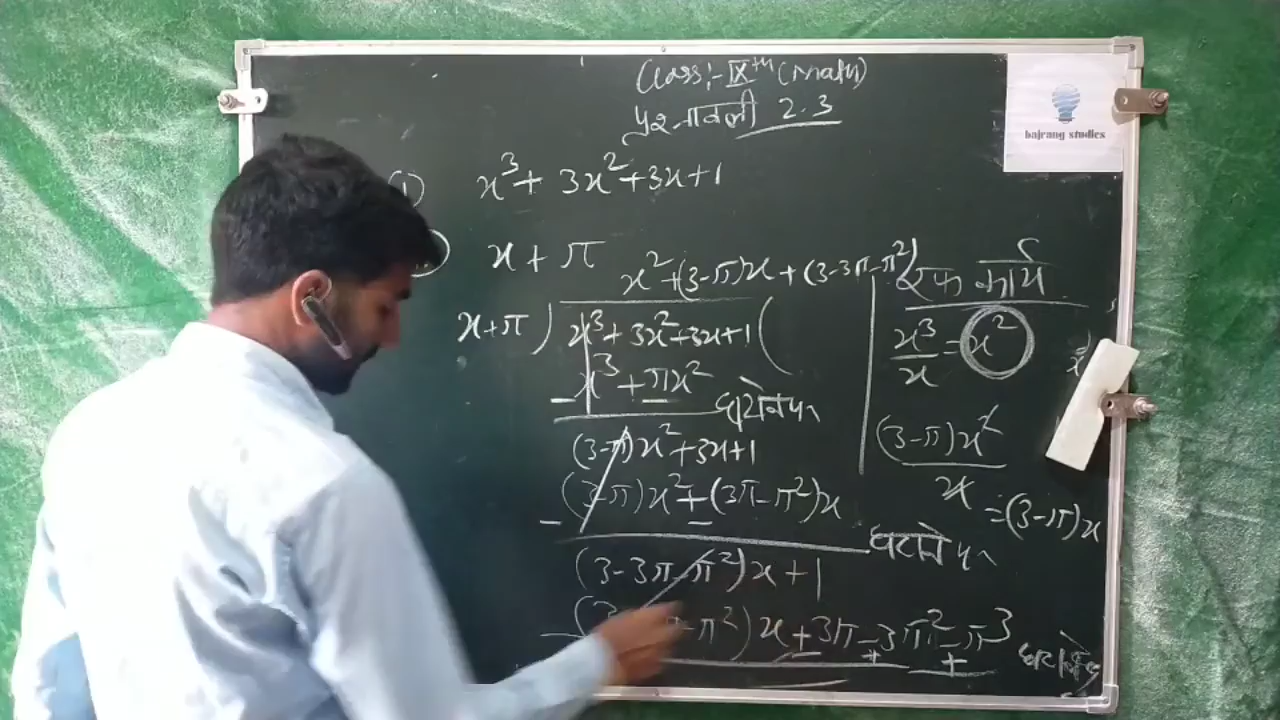 Class:- IXᵗʰ (Math)
प्रश्नावली 2.3
bajrang studies
i) x³ + 3x² + 3x + 1
x + π
x² + (3-π)x + (3-3π-π²)
x+π ) x³ + 3x² + 3x + 1 (
x³ + πx²
-   -
घटाने पर
(3-π)x² + 3x + 1
(3-π)x² + (3π-π²)x
-   -
घटाने पर
(3-3π-π²)x + 1
-π²)x + 3π - 3π² - π³
-   +   +
कार्य
x³/x = x²
(3-π)x²/x
= (3-π)x